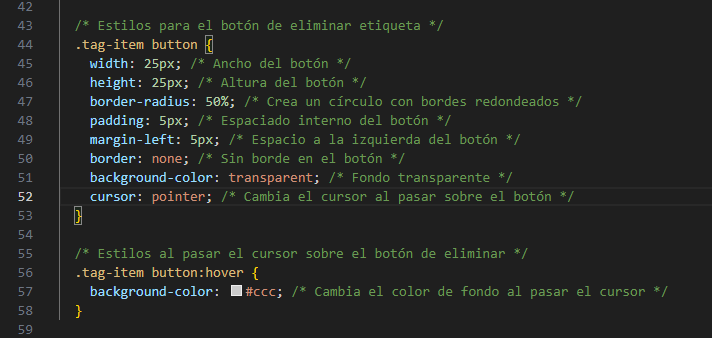 42
43 /* Estilos para el botón de eliminar etiqueta */
44 .tag-item button {
45 width: 25px; /* Ancho del botón */
46 height: 25px; /* Altura del botón */
47 border-radius: 50%; /* Crea un círculo con bordes redondeados */
48 padding: 5px; /* Espaciado interno del botón */
49 margin-left: 5px; /* Espacio a la izquierda del botón */
50 border: none; /* Sin borde en el botón */
51 background-color: transparent; /* Fondo transparente */
52 cursor: pointer; /* Cambia el cursor al pasar sobre el botón */
53 }
54
55 /* Estilos al pasar el cursor sobre el botón de eliminar */
56 .tag-item button:hover {
57 background-color: #ccc; /* Cambia el color de fondo al pasar el cursor */
58 }
59